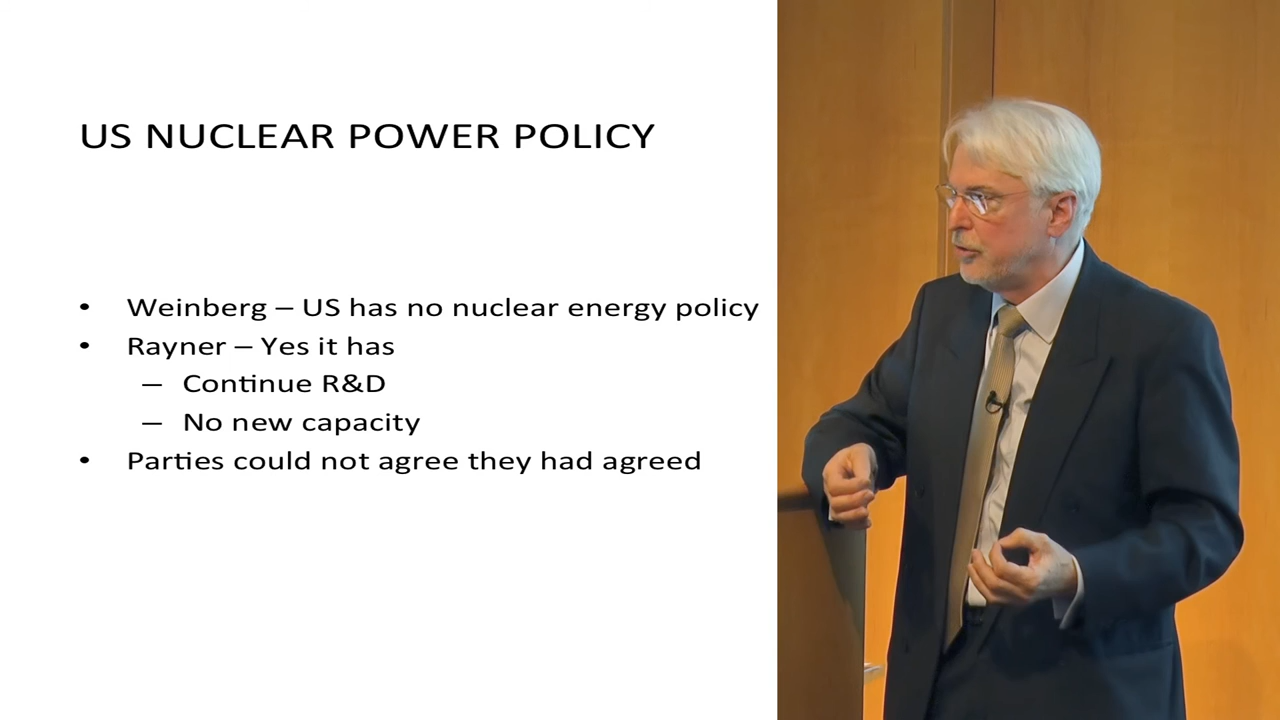 US NUCLEAR POWER POLICY
• Weinberg – US has no nuclear energy policy
• Rayner – Yes it has
– Continue R&D
– No new capacity
• Parties could not agree they had agreed